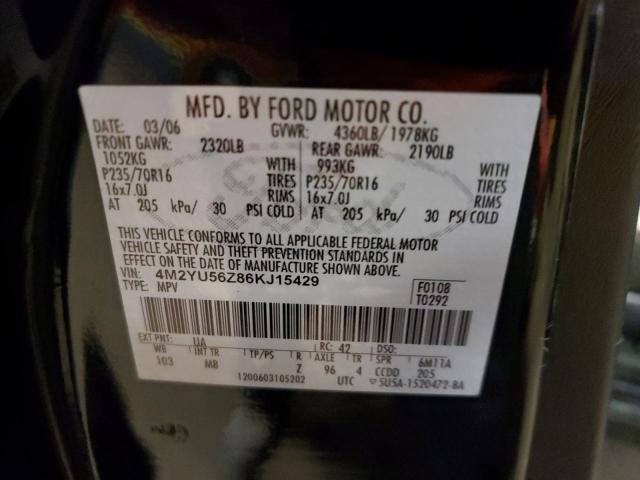 MFD. BY FORD MOTOR CO.
DATE: 03/06 GVWR: 4360LB/1978KG
FRONT GAWR: 2320LB REAR GAWR: 2190LB
1052KG WITH 993KG WITH
P235/70R16 TIRES P235/70R16 TIRES
16x7.0J RIMS 16x7.0J RIMS
AT 205 kPa/ 30 PSI COLD AT 205 kPa/ 30 PSI COLD
THIS VEHICLE CONFORMS TO ALL APPLICABLE FEDERAL MOTOR
VEHICLE SAFETY AND THEFT PREVENTION STANDARDS IN
EFFECT ON THE DATE OF MANUFACTURE SHOWN ABOVE.
VIN: 4M2YU56Z86KJ15429 F0108
TYPE: MPV T0292
EXT PNT: UA RC: 42 DSO:
WB INT TR TP/PS R AXLE TR SPR 6M11A
103 MB Z 96 4 CCDD 205
1200603105202 UTC 5U5A-1520472-BA